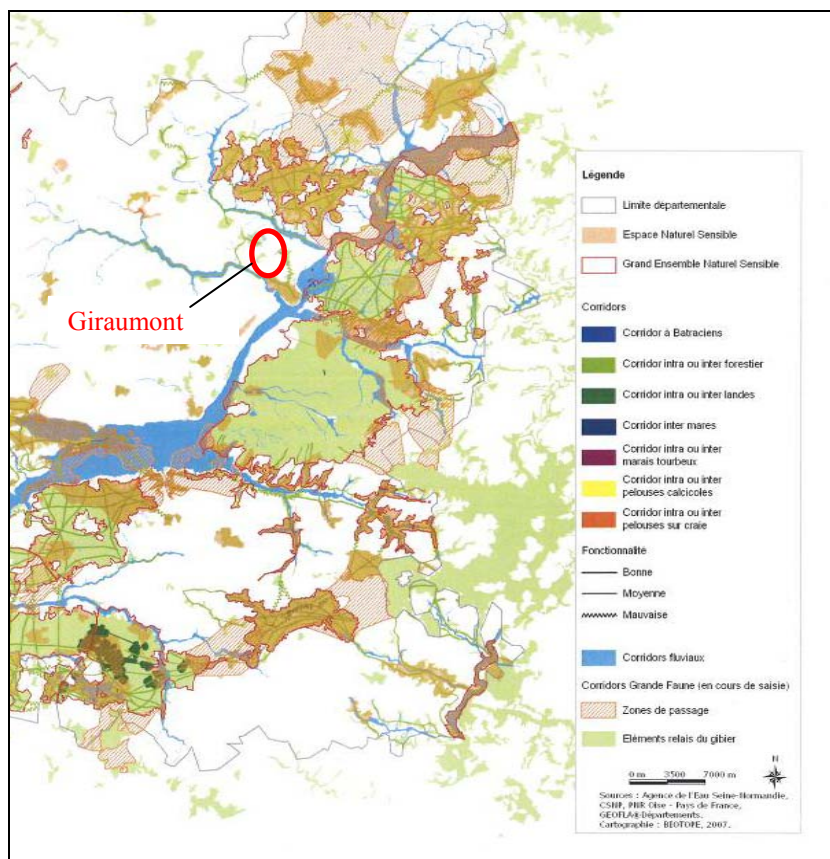 Giraumont
Légende
Limite départementale
Espace Naturel Sensible
Grand Ensemble Naturel Sensible
Corridors
Corridor à Batraciens
Corridor intra ou inter forestier
Corridor intra ou inter landes
Corridor inter mares
Corridor intra ou inter
marais tourbeux
Corridor intra ou inter
pelouses calcicoles
Corridor intra ou inter
pelouses sur craie
Fonctionnalité
Bonne
Moyenne
Mauvaise
Corridors fluviaux
Corridors Grande Faune (en cours de saisie)
Zones de passage
Eléments relais du gibier
N
0 m 3500 7000 m
Sources : Agence de l'Eau Seine-Normandie,
CSNP, PNR Oise - Pays de France,
GEOFLA®Départements.
Cartographie : BIOTOPE, 2007.